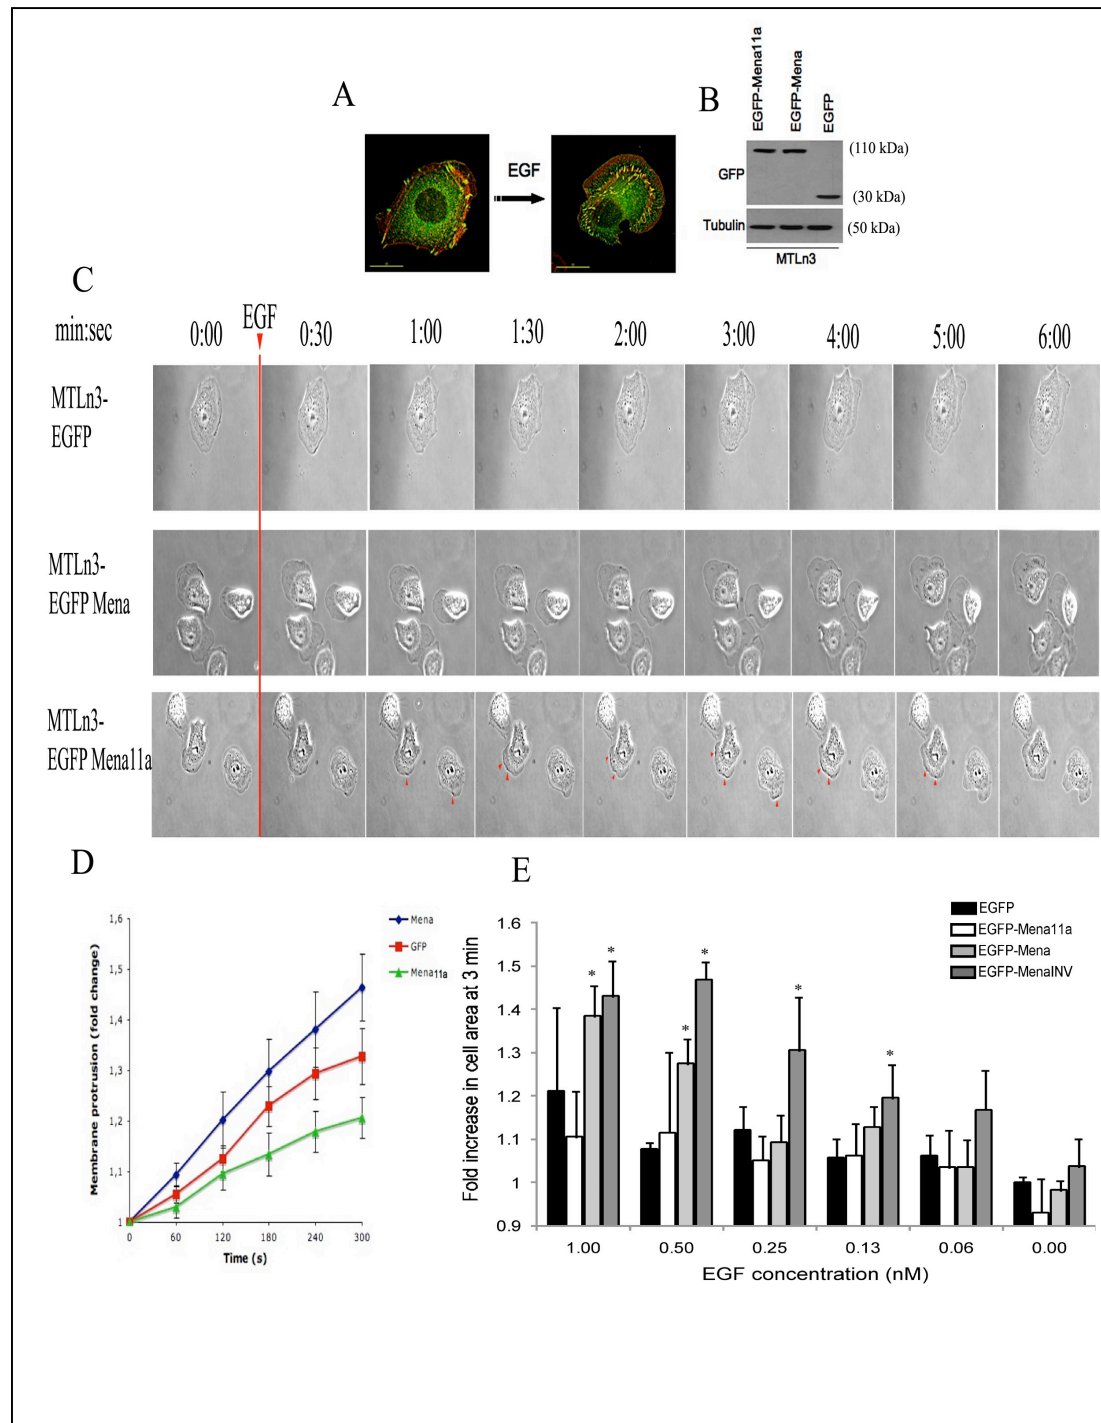 A
EGF
B
EGFP-Mena11a
EGFP-Mena
EGFP
GFP
(110 kDa)
(30 kDa)
Tubulin
(50 kDa)
MTLn3
C
min:sec
0:00
EGF
0:30
1:00
1:30
2:00
3:00
4:00
5:00
6:00
MTLn3-
EGFP
MTLn3-
EGFP Mena
MTLn3-
EGFP Mena11a
D
Membrane protrusion (fold change)
1,6
1,5
1,4
1,3
1,2
1,1
1
0 60 120 180 240 300
Time (s)
Mena
GFP
Mena11a
E
Fold increase in cell area at 3 min
1.6
1.5
1.4
1.3
1.2
1.1
1
0.9
* * * * * *
1.00 0.50 0.25 0.13 0.06 0.00
EGF concentration (nM)
EGFP
EGFP-Mena11a
EGFP-Mena
EGFP-MenaINV